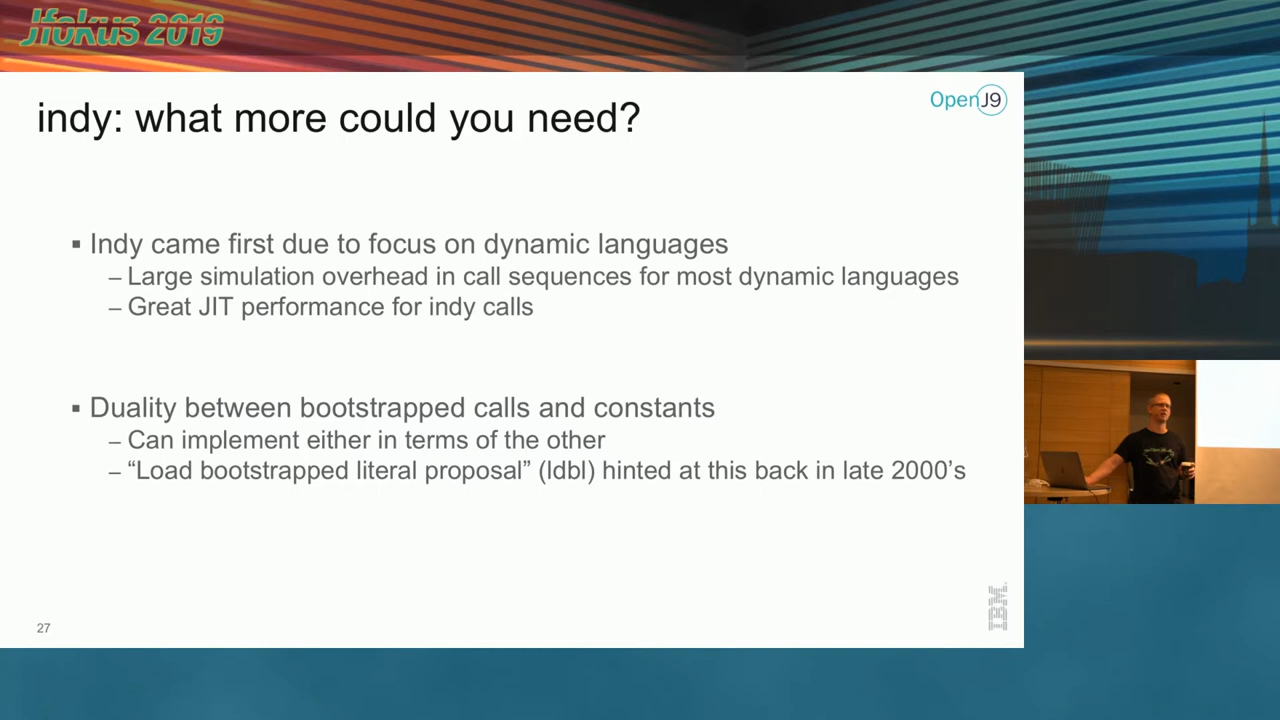 Jfokus 2019
indy: what more could you need?
OpenJ9
▪ Indy came first due to focus on dynamic languages
– Large simulation overhead in call sequences for most dynamic languages
– Great JIT performance for indy calls
▪ Duality between bootstrapped calls and constants
– Can implement either in terms of the other
– “Load bootstrapped literal proposal” (ldbl) hinted at this back in late 2000’s
27
IBM